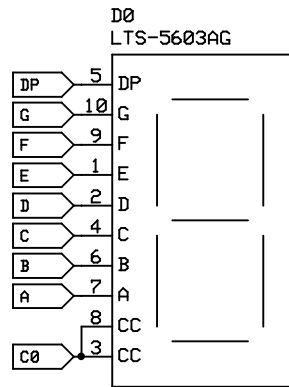 D0
LTS-5603AG
DP 5 DP
G 10 G
F 9 F
E 1 E
D 2 D
C 4 C
B 6 B
A 7 A
8 CC
C0 3 CC